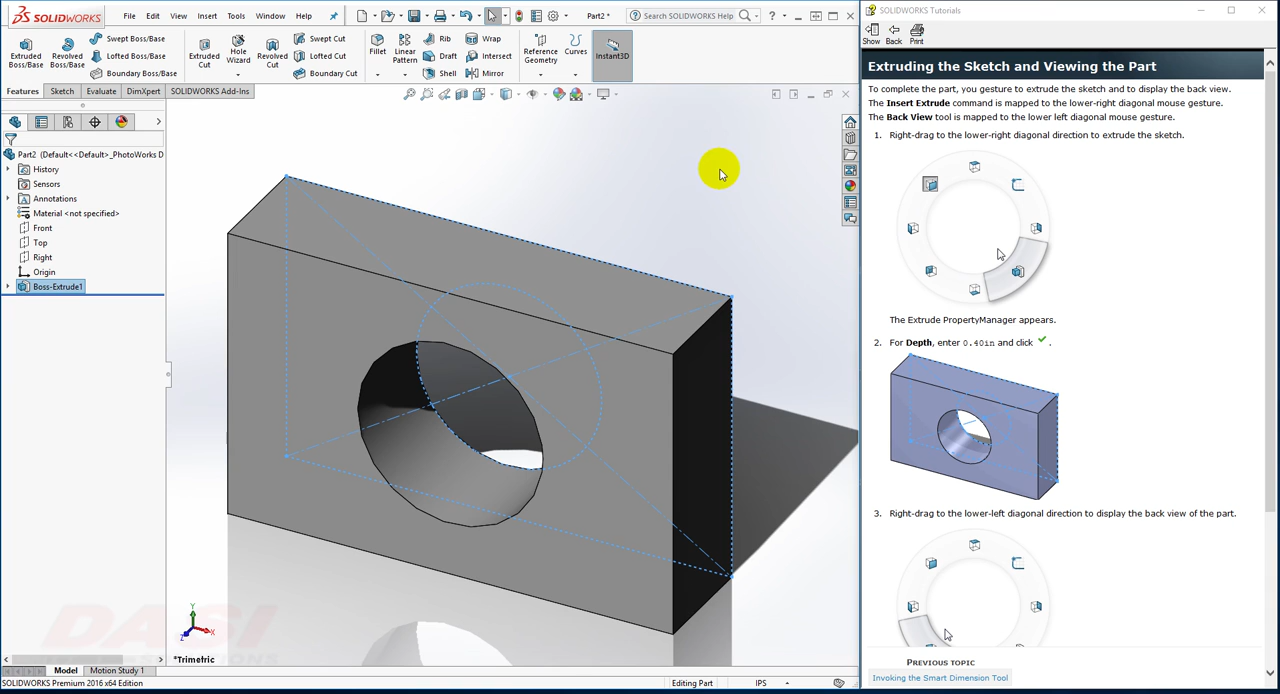 SOLIDWORKS
File Edit View Insert Tools Window Help
Part2 *
Search SOLIDWORKS Help
Extruded Boss/Base
Revolved Boss/Base
Swept Boss/Base
Lofted Boss/Base
Boundary Boss/Base
Extruded Cut
Hole Wizard
Revolved Cut
Swept Cut
Lofted Cut
Boundary Cut
Fillet
Linear Pattern
Rib
Draft
Shell
Wrap
Intersect
Mirror
Reference Geometry
Curves
Instant3D
Features Sketch Evaluate DimXpert SOLIDWORKS Add-Ins
Part2 (Default<<Default>_PhotoWorks D
History
Sensors
Annotations
Material <not specified>
Front
Top
Right
Origin
Boss-Extrude1
Y
X
Z
*Trimetric
DASI
Model Motion Study 1
SOLIDWORKS Premium 2016 x64 Edition
Editing Part IPS
SOLIDWORKS Tutorials
Show Back Print
Extruding the Sketch and Viewing the Part
To complete the part, you gesture to extrude the sketch and to display the back view.
The Insert Extrude command is mapped to the lower-right diagonal mouse gesture.
The Back View tool is mapped to the lower left diagonal mouse gesture.
1. Right-drag to the lower-right diagonal direction to extrude the sketch.
The Extrude PropertyManager appears.
2. For Depth, enter 0.40in and click ✓ .
3. Right-drag to the lower-left diagonal direction to display the back view of the part.
PREVIOUS TOPIC
Invoking the Smart Dimension Tool